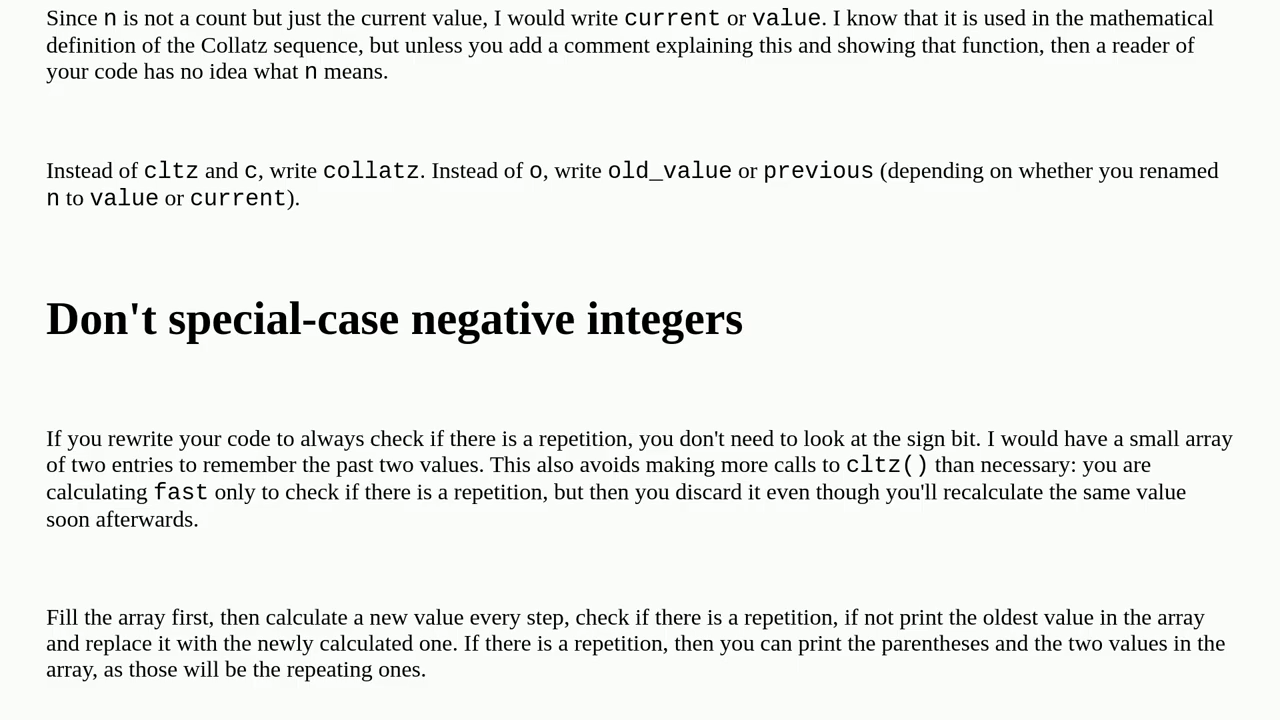 Since n is not a count but just the current value, I would write current or value. I know that it is used in the mathematical
definition of the Collatz sequence, but unless you add a comment explaining this and showing that function, then a reader of
your code has no idea what n means.
Instead of cltz and c, write collatz. Instead of o, write old_value or previous (depending on whether you renamed
n to value or current).
Don't special-case negative integers
If you rewrite your code to always check if there is a repetition, you don't need to look at the sign bit. I would have a small array
of two entries to remember the past two values. This also avoids making more calls to cltz() than necessary: you are
calculating fast only to check if there is a repetition, but then you discard it even though you'll recalculate the same value
soon afterwards.
Fill the array first, then calculate a new value every step, check if there is a repetition, if not print the oldest value in the array
and replace it with the newly calculated one. If there is a repetition, then you can print the parentheses and the two values in the
array, as those will be the repeating ones.